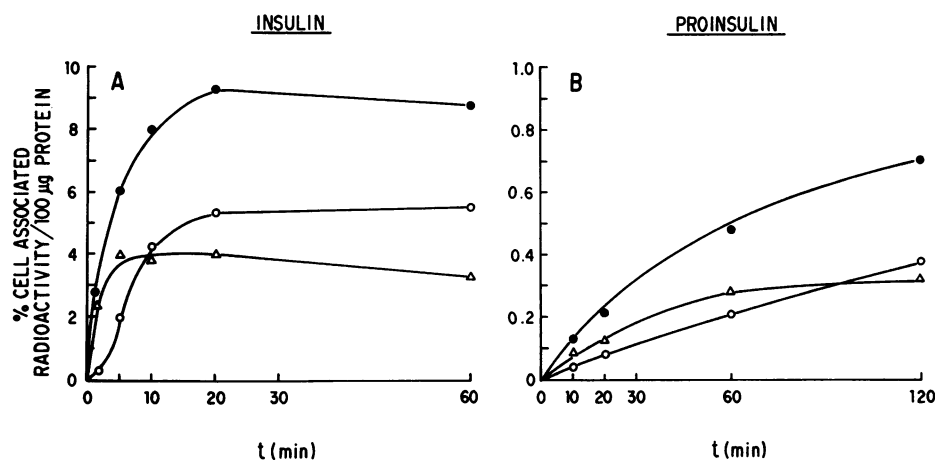 INSULIN
PROINSULIN
% CELL ASSOCIATED
RADIOACTIVITY/100 µg PROTEIN
A
10
8
6
4
2
0
0
10
20
30
60
t (min)
B
1.0
0.8
0.6
0.4
0.2
0
0
10
20
30
60
120
t (min)